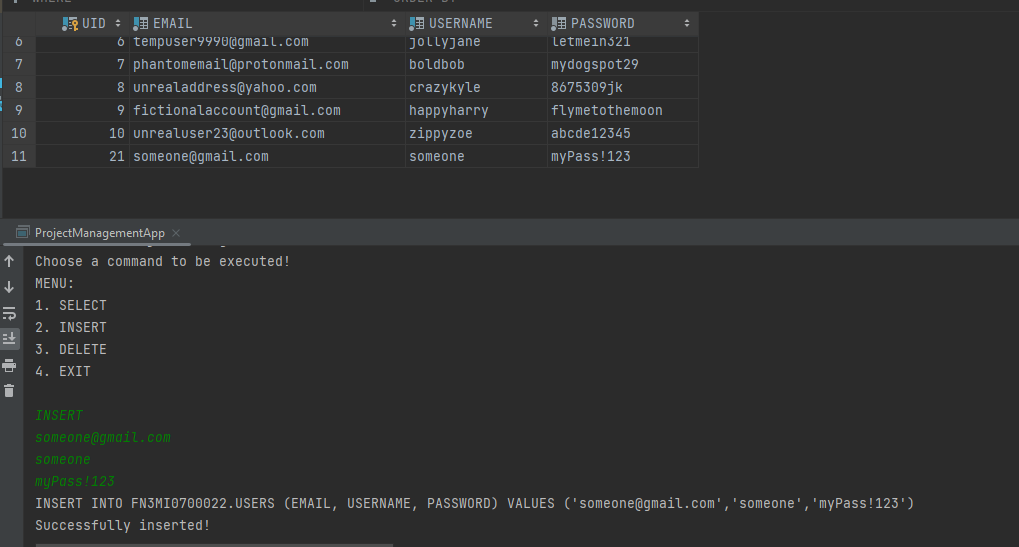 UID EMAIL USERNAME PASSWORD
6 6 tempuser9990@gmail.com jollyjane letmein321
7 7 phantomemail@protonmail.com boldbob mydogspot29
8 8 unrealaddress@yahoo.com crazykyle 8675309jk
9 9 fictionalaccount@gmail.com happyharry flymetothemoon
10 10 unrealuser23@outlook.com zippyzoe abcde12345
11 21 someone@gmail.com someone myPass!123
ProjectManagementApp
Choose a command to be executed!
MENU:
1. SELECT
2. INSERT
3. DELETE
4. EXIT
INSERT
someone@gmail.com
someone
myPass!123
INSERT INTO FN3MI0700022.USERS (EMAIL, USERNAME, PASSWORD) VALUES ('someone@gmail.com','someone','myPass!123')
Successfully inserted!